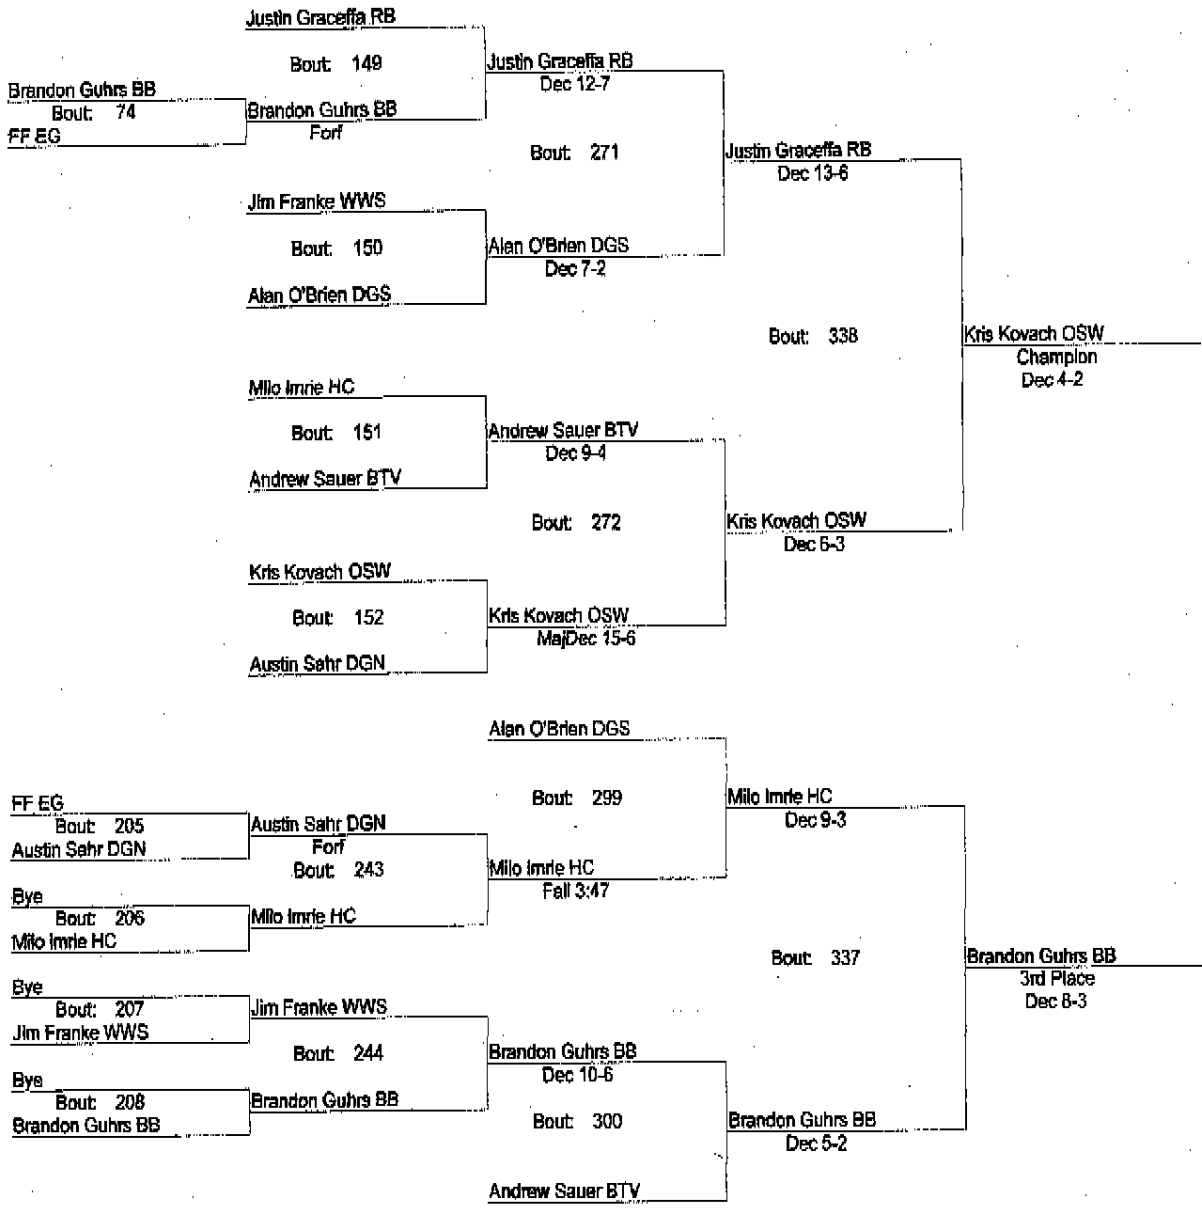 Justin Graceffa RB
Bout: 149
Justin Graceffa RB
Dec 12-7
Brandon Guhrs BB
Bout: 74
Brandon Guhrs BB
Forf
FF EG
Bout: 271
Justin Graceffa RB
Dec 13-6
Jim Franke WWS
Bout: 150
Alan O'Brien DGS
Dec 7-2
Alan O'Brien DGS
Bout: 338
Kris Kovach OSW
Champion
Dec 4-2
Milo Imrie HC
Bout: 151
Andrew Sauer BTV
Dec 9-4
Andrew Sauer BTV
Bout: 272
Kris Kovach OSW
Dec 6-3
Kris Kovach OSW
Bout: 152
Kris Kovach OSW
MajDec 15-6
Austin Sahr DGN
Alan O'Brien DGS
Bout: 299
Milo Imrie HC
Dec 9-3
FF EG
Bout: 205
Austin Sahr DGN
Austin Sahr DGN
Forf
Bout: 243
Milo Imrie HC
Fall 3:47
Bye
Bout: 206
Milo Imrie HC
Milo Imrie HC
Bout: 337
Brandon Guhrs BB
3rd Place
Dec 8-3
Bye
Bout: 207
Jim Franke WWS
Jim Franke WWS
Bout: 244
Brandon Guhrs BB
Dec 10-6
Bye
Bout: 208
Brandon Guhrs BB
Brandon Guhrs BB
Bout: 300
Brandon Guhrs BB
Dec 5-2
Andrew Sauer BTV